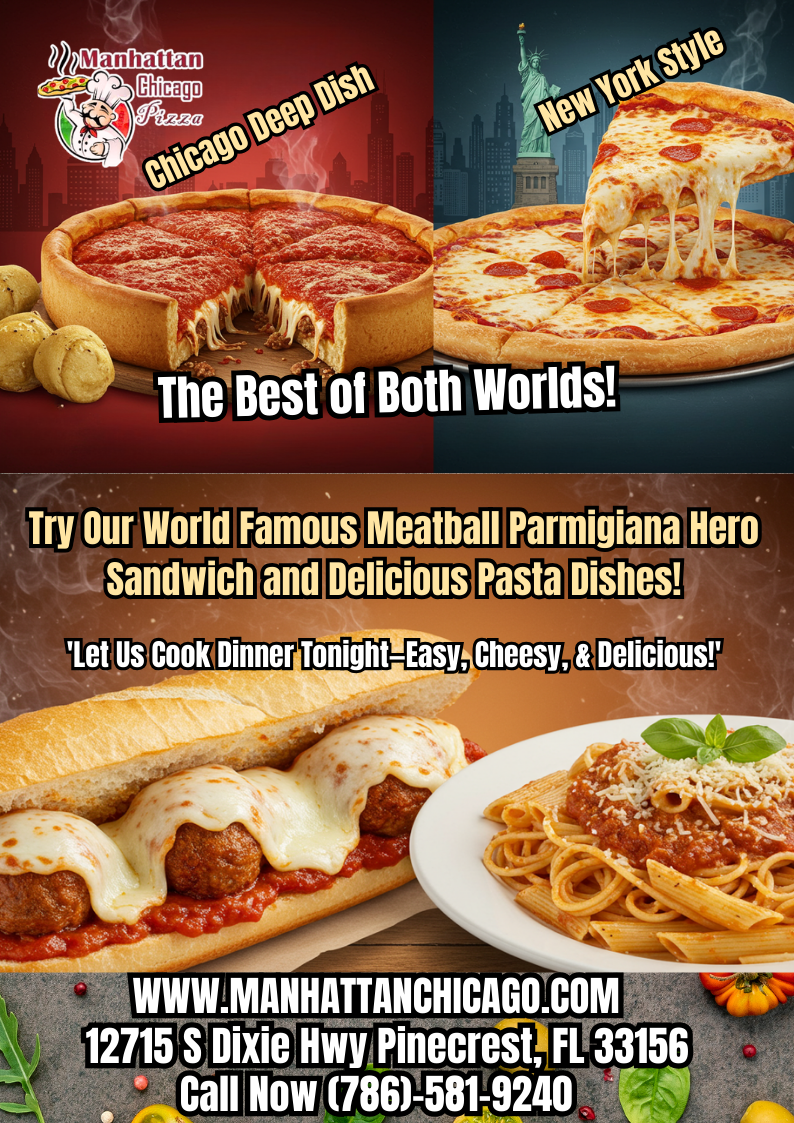 Manhattan
Chicago
Pizza
Chicago Deep Dish
New York Style
The Best of Both Worlds!
Try Our World Famous Meatball Parmigiana Hero
Sandwich and Delicious Pasta Dishes!
'Let Us Cook Dinner Tonight—Easy, Cheesy, & Delicious!'
WWW.MANHATTANCHICAGO.COM
12715 S Dixie Hwy Pinecrest, FL 33156
Call Now (786)-581-9240